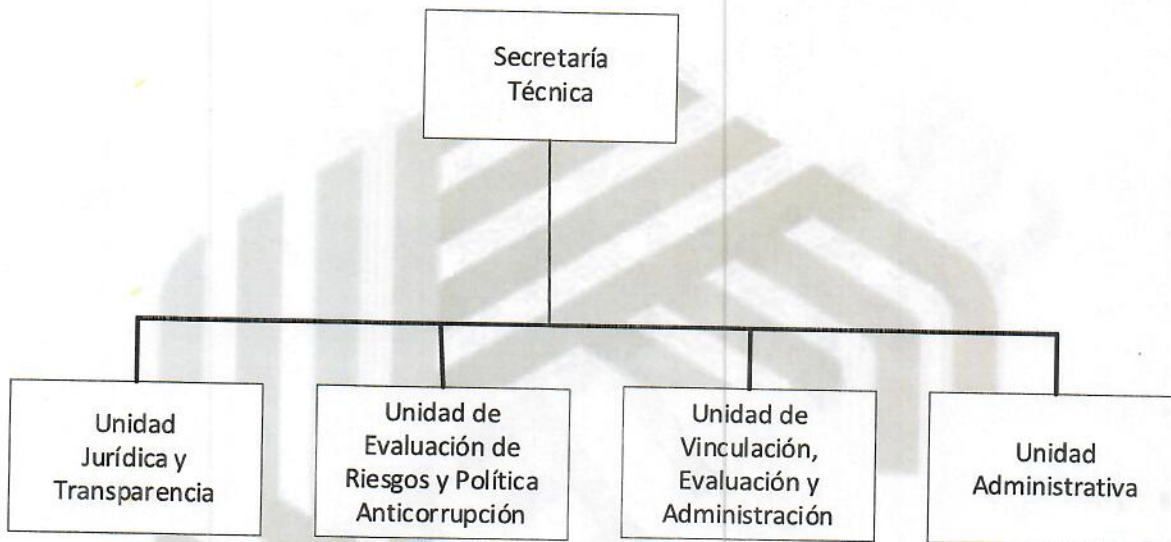 Secretaría
Técnica
Unidad
Jurídica y
Transparencia
Unidad de
Evaluación de
Riesgos y Política
Anticorrupción
Unidad de
Vinculación,
Evaluación y
Administración
Unidad
Administrativa